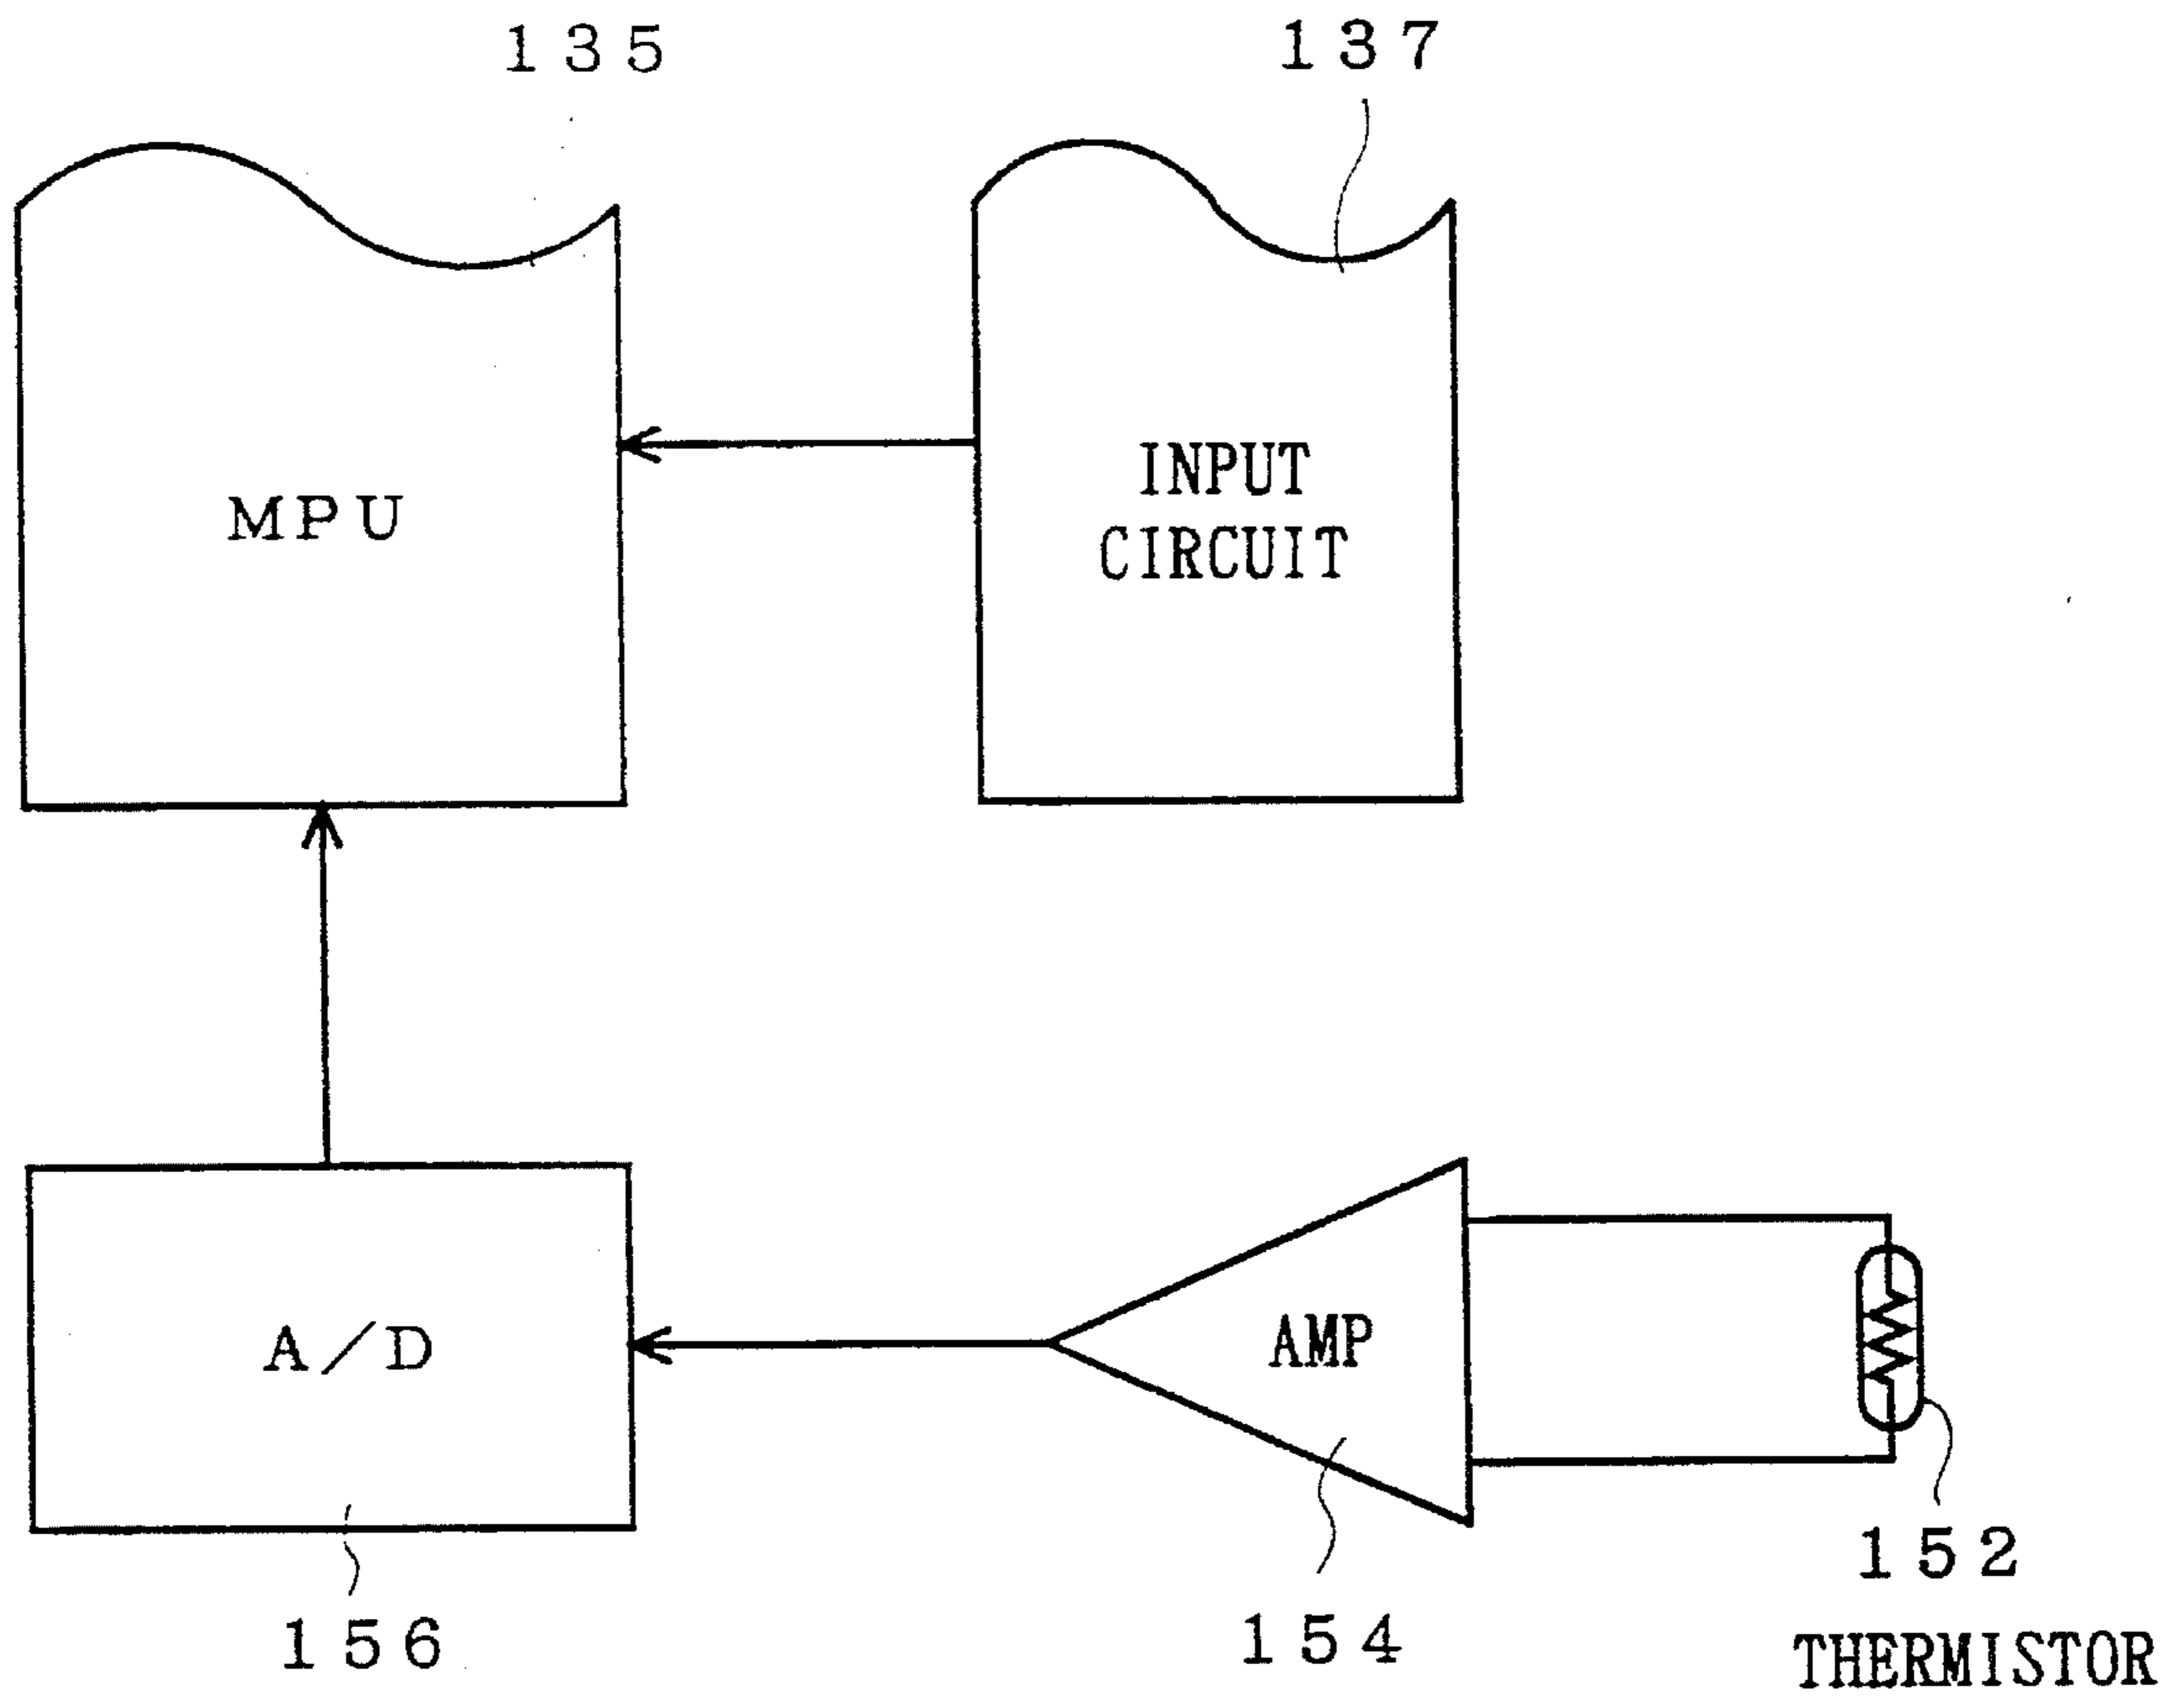 135
137
MPU
INPUT
CIRCUIT
A/D
AMP
156
154
152
THERMISTOR